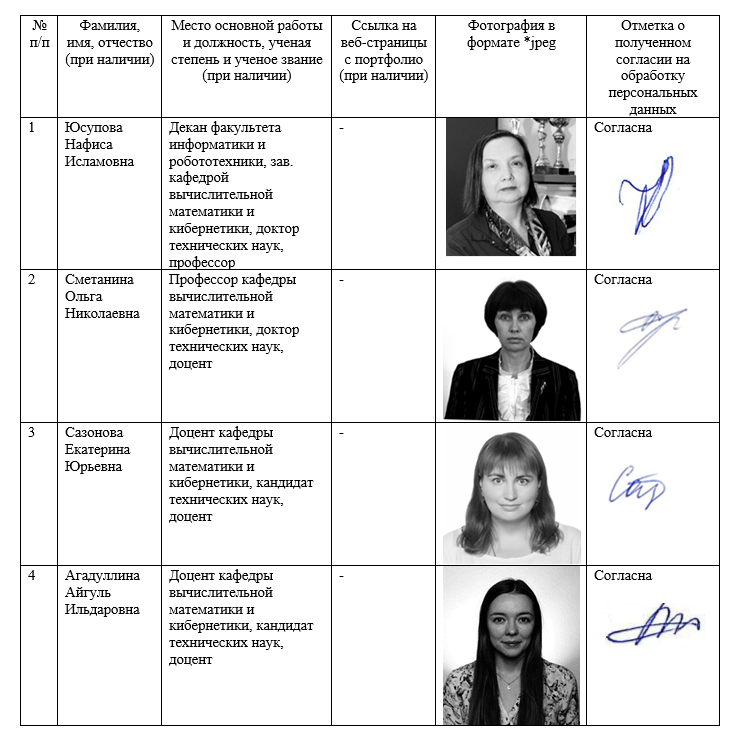 №
п/п
Фамилия,
имя, отчество
(при наличии)
Место основной работы
и должность, ученая
степень и ученое звание
(при наличии)
Ссылка на
веб-страницы
с портфолио
(при наличии)
Фотография в
формате *jpeg
Отметка о
полученном
согласии на
обработку
персональных
данных
1
Юсупова
Нафиса
Исламовна
Декан факультета
информатики и
робототехники, зав.
кафедрой
вычислительной
математики и
кибернетики, доктор
технических наук,
профессор
-
Согласна
2
Сметанина
Ольга
Николаевна
Профессор кафедры
вычислительной
математики и
кибернетики, доктор
технических наук,
доцент
-
Согласна
3
Сазонова
Екатерина
Юрьевна
Доцент кафедры
вычислительной
математики и
кибернетики, кандидат
технических наук,
доцент
-
Согласна
4
Агадуллина
Айгуль
Ильдаровна
Доцент кафедры
вычислительной
математики и
кибернетики, кандидат
технических наук,
доцент
-
Согласна